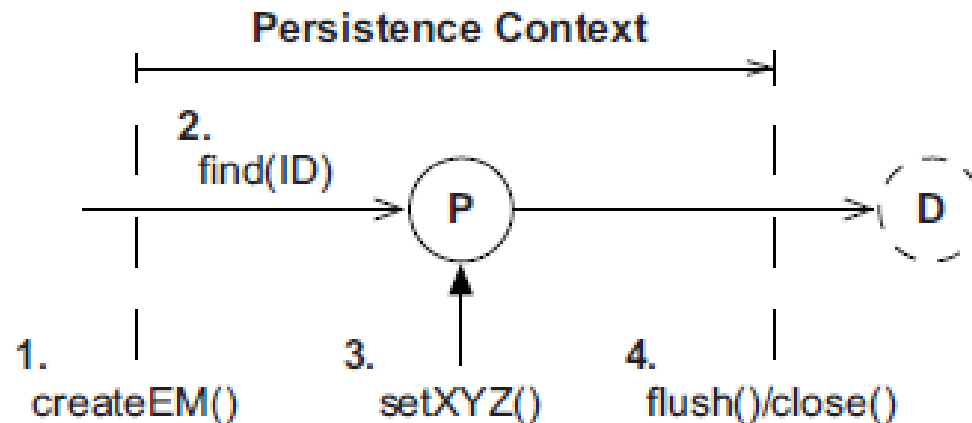 Persistence Context
2.
find(ID)
P
D
1.
createEM()
3.
setXYZ()
4.
flush()/close()